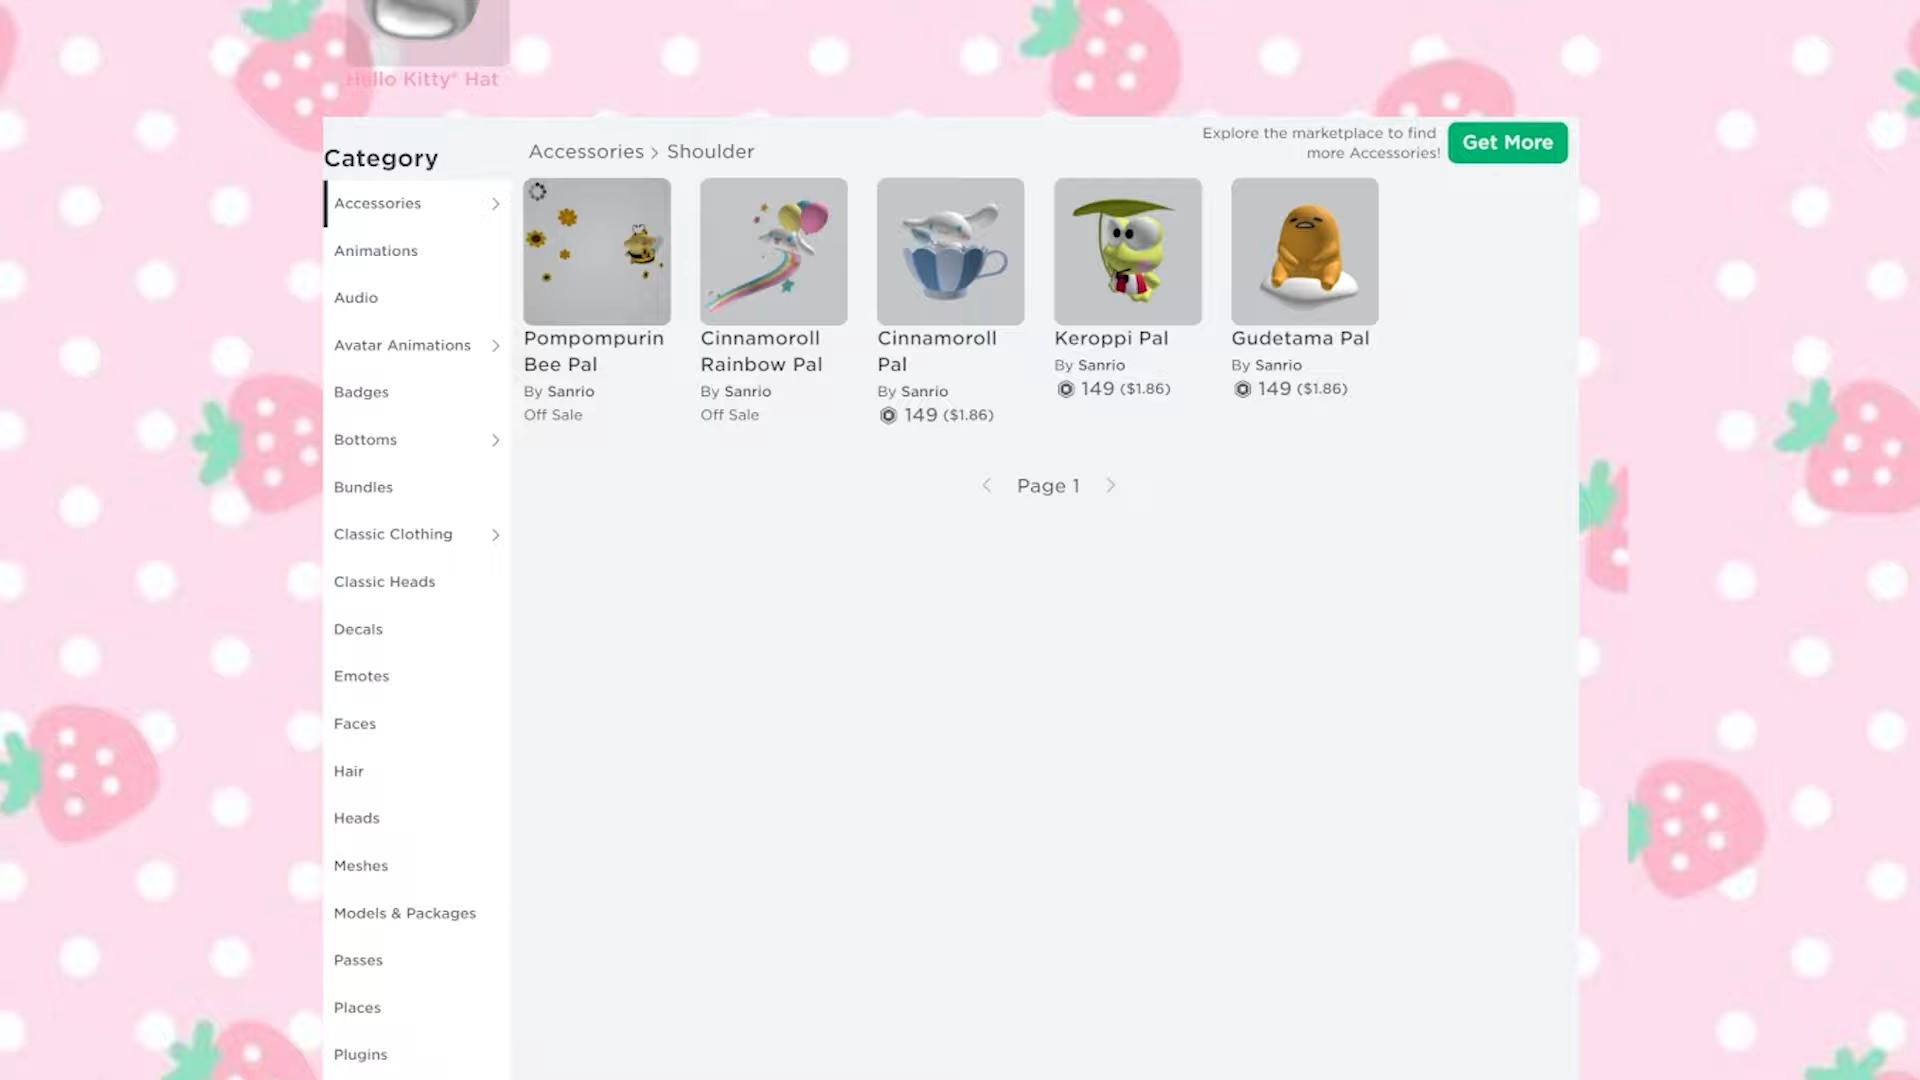 Hello Kitty® Hat
Category
Accessories
Animations
Audio
Avatar Animations
Badges
Bottoms
Bundles
Classic Clothing
Classic Heads
Decals
Emotes
Faces
Hair
Heads
Meshes
Models & Packages
Passes
Places
Plugins
Accessories > Shoulder
Explore the marketplace to find
more Accessories!
Get More
Pompompurin
Bee Pal
By Sanrio
Off Sale
Cinnamoroll
Rainbow Pal
By Sanrio
Off Sale
Cinnamoroll
Pal
By Sanrio
149 ($1.86)
Keroppi Pal
By Sanrio
149 ($1.86)
Gudetama Pal
By Sanrio
149 ($1.86)
Page 1